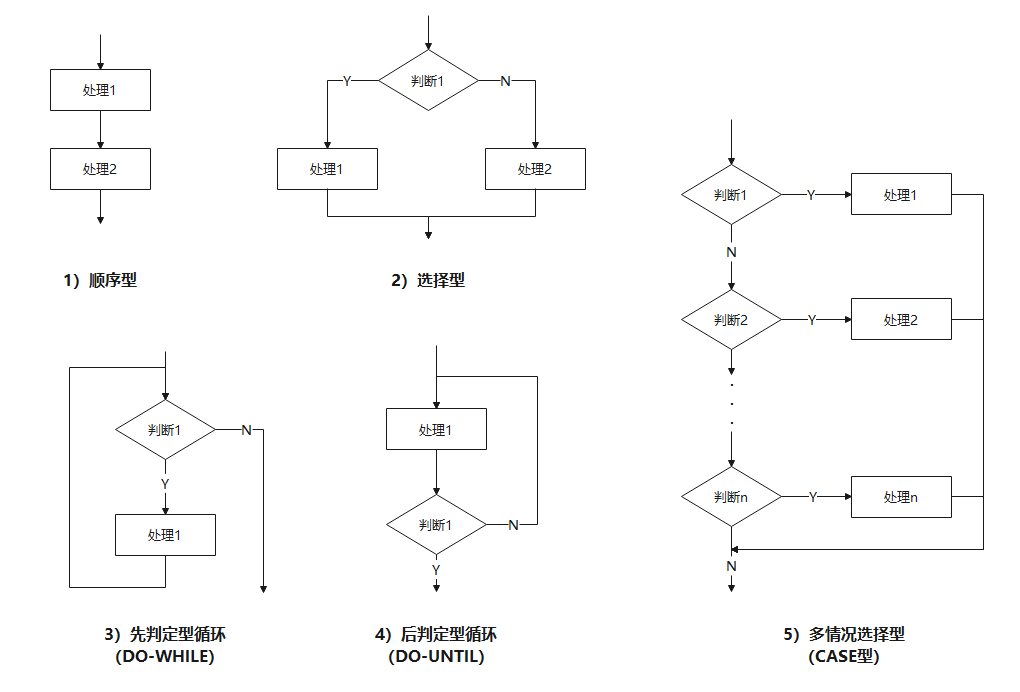 处理1
处理2
1）顺序型
判断1
Y
N
处理1
处理2
2）选择型
判断1
N
Y
处理1
3）先判定型循环
（DO-WHILE）
处理1
判断1
N
Y
4）后判定型循环
（DO-UNTIL）
判断1
Y
处理1
N
判断2
Y
处理2
.
.
.
判断n
Y
处理n
N
5）多情况选择型
（CASE型）